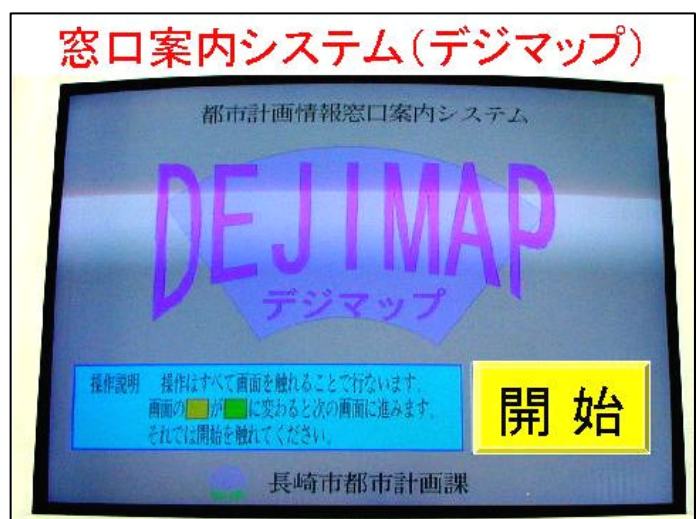 窓口案内システム(デジマップ)
都市計画情報窓口案内システム
DEJIMAP
デジマップ
操作説明 操作はすべて画面を触れることで行ないます。
画面の が に変わると次の画面に進みます。
それでは開始を触れてください。
開始
長崎市都市計画課